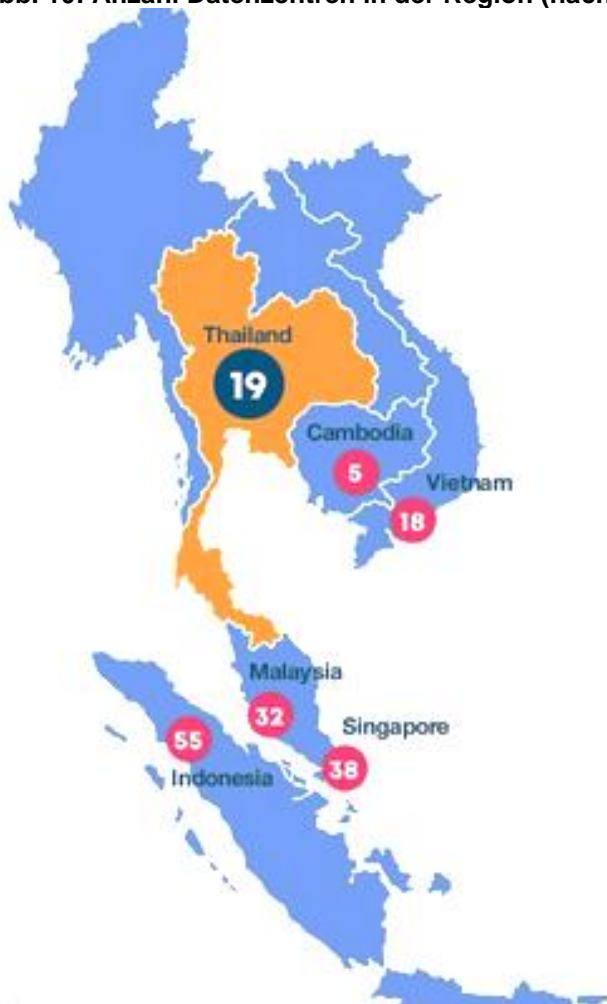 Anzahl Datenzentren in der Region
Thailand
19
Cambodia
5
Vietnam
18
Malaysia
32
Singapore
38
55
Indonesia